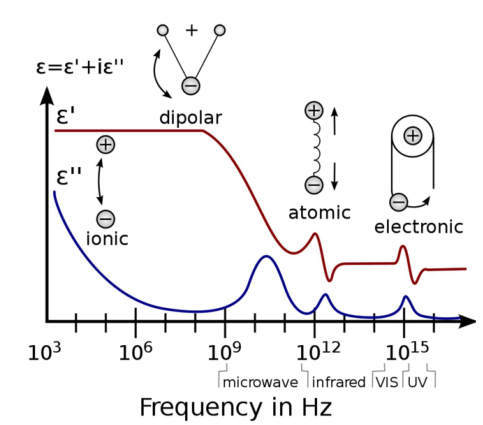 +
ε=ε'+iε''
−
dipolar
ε'
+
+
+
ε''
−
−
−
atomic
electronic
ionic
10³ 10⁶ 10⁹ 10¹² 10¹⁵
microwave infrared VIS UV
Frequency in Hz